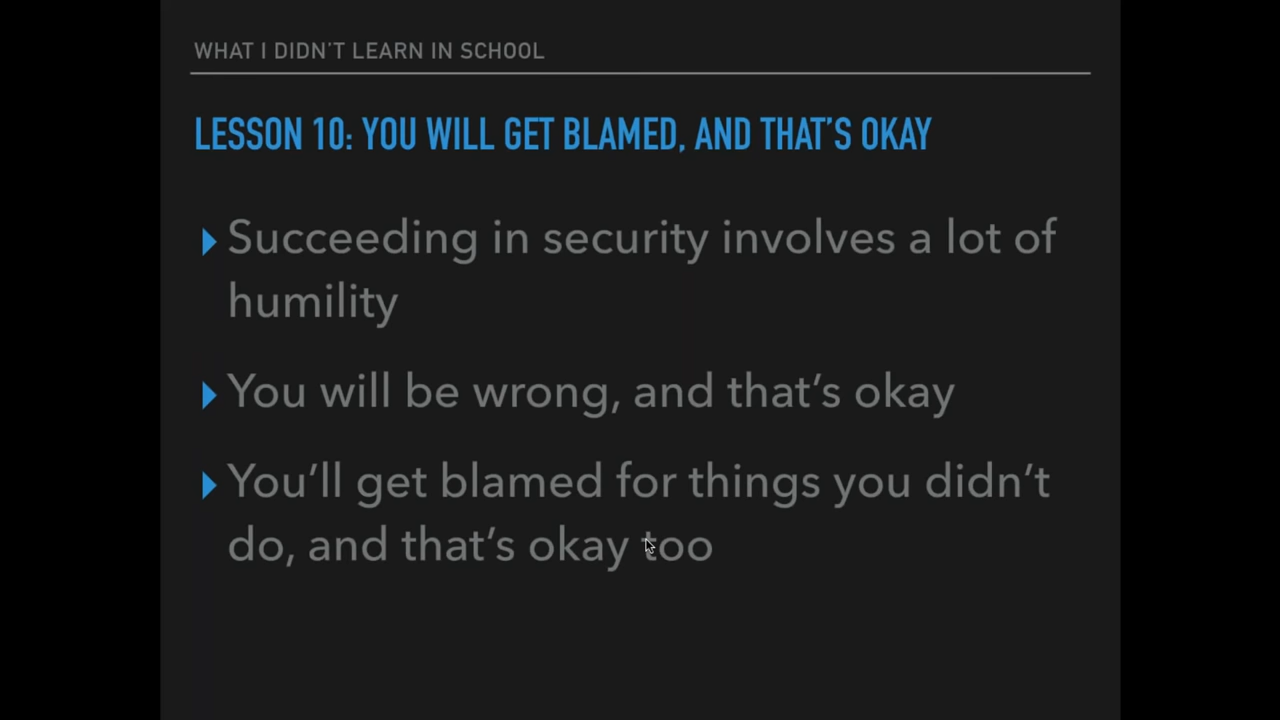 WHAT I DIDN'T LEARN IN SCHOOL
LESSON 10: YOU WILL GET BLAMED, AND THAT'S OKAY
Succeeding in security involves a lot of
humility
You will be wrong, and that's okay
You'll get blamed for things you didn't
do, and that's okay too